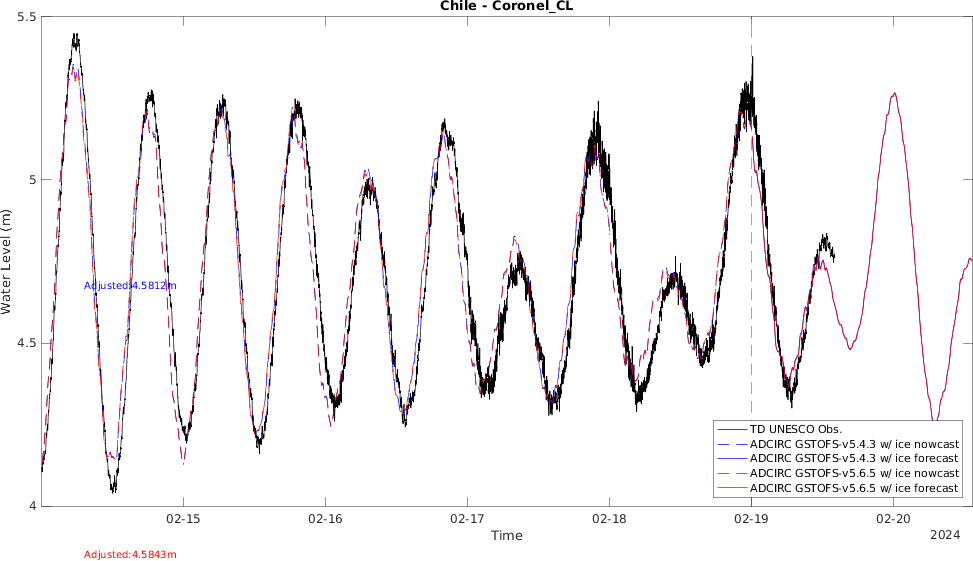 Chile - Coronel_CL
5.5
5
4.5
4
Water Level (m)
Adjusted:4.5812m
TD UNESCO Obs.
ADCIRC GSTOFS-v5.4.3 w/ ice nowcast
ADCIRC GSTOFS-v5.4.3 w/ ice forecast
ADCIRC GSTOFS-v5.6.5 w/ ice nowcast
ADCIRC GSTOFS-v5.6.5 w/ ice forecast
02-15 02-16 02-17 02-18 02-19 02-20
2024
Time
Adjusted:4.5843m